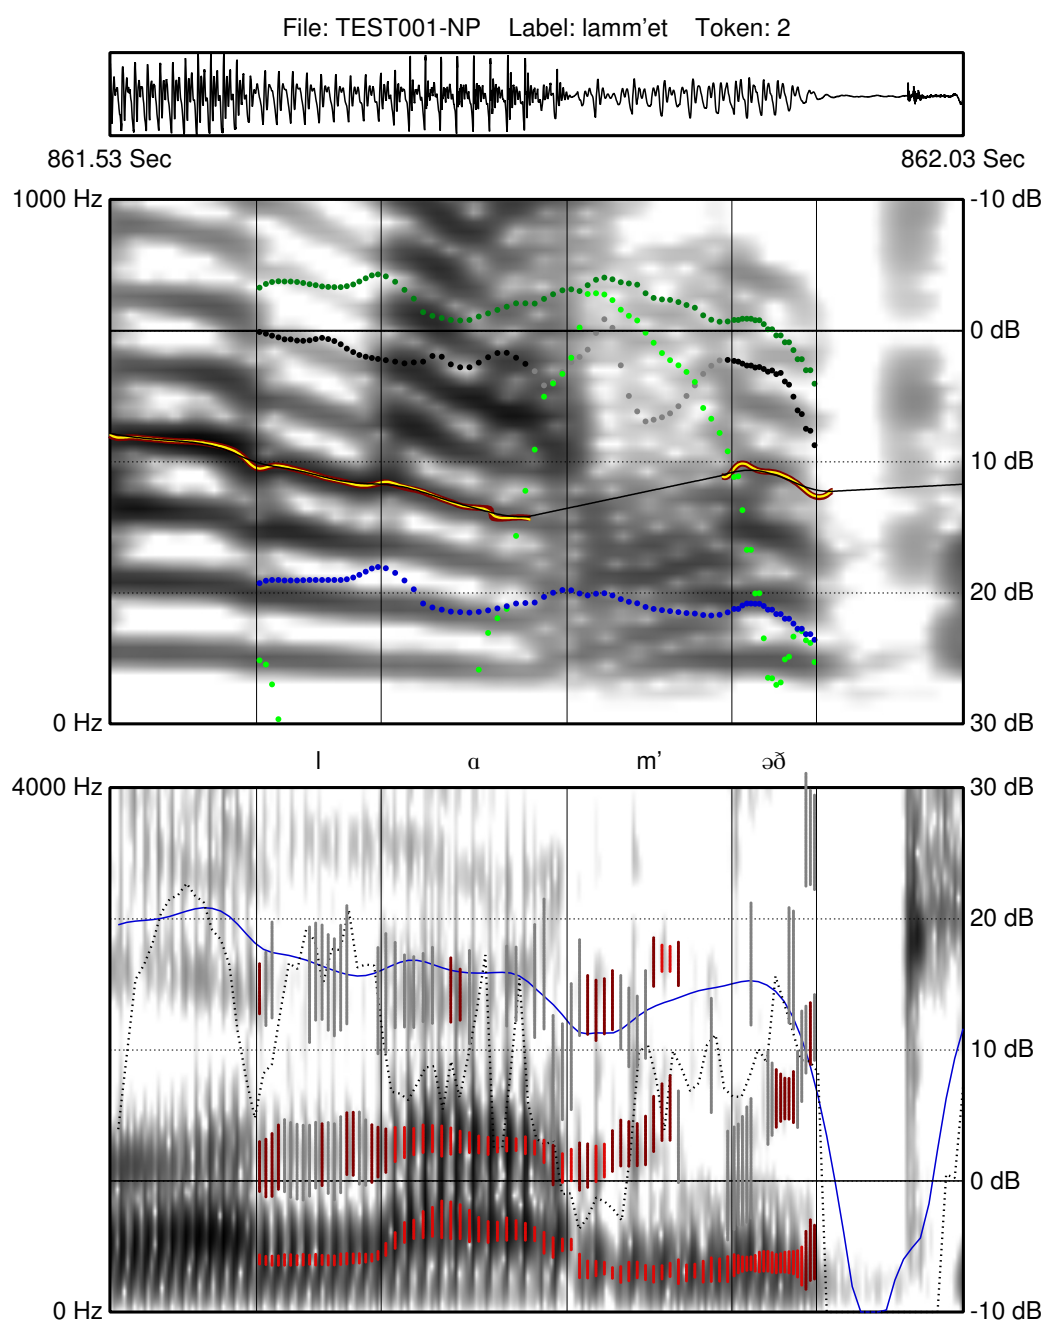 File: TEST001-NP Label: lamm’et Token: 2
861.53 Sec 862.03 Sec
1000 Hz -10 dB
0 dB
10 dB
20 dB
0 Hz 30 dB
l ɑ m’ əð
4000 Hz 30 dB
20 dB
10 dB
0 dB
0 Hz -10 dB